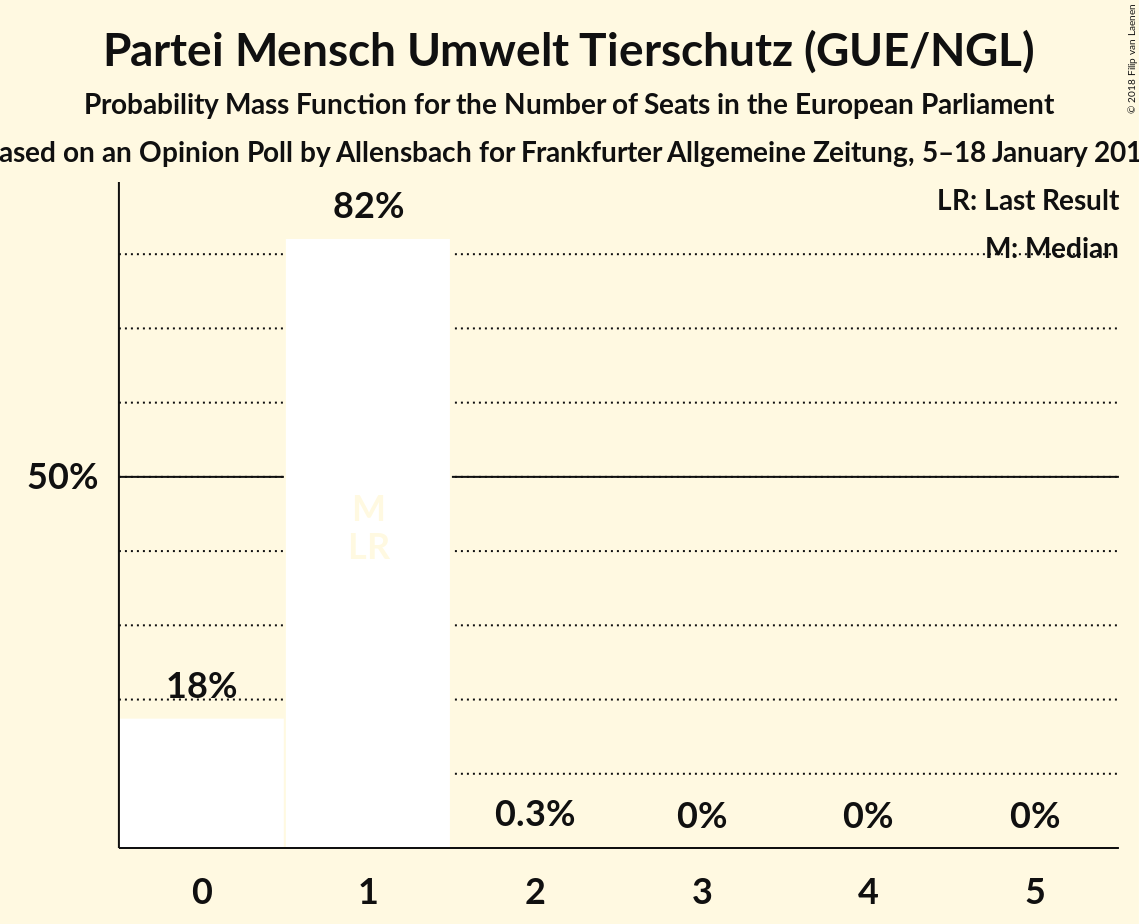 Partei Mensch Umwelt Tierschutz (GUE/NGL)
Probability Mass Function for the Number of Seats in the European Parliament
ased on an Opinion Poll by Allensbach for Frankfurter Allgemeine Zeitung, 5–18 January 201
© 2018 Filip van Laenen
LR: Last Result
M: Median
82%
50%
M
LR
18%
0.3%
0%
0%
0%
0
1
2
3
4
5